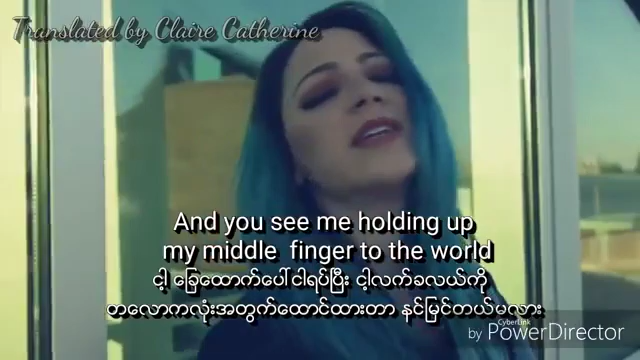 Translated by Claire Catherine
And you see me holding up
my middle finger to the world
ငါ့ ခြေထောက်ပေါ် ငါရပ်ပြီး ငါ့လက်ခလယ်ကို
တလောကလုံးအတွက်ထောင်ထားတာ နင်မြင်တယ်မလား
CyberLink
by PowerDirector